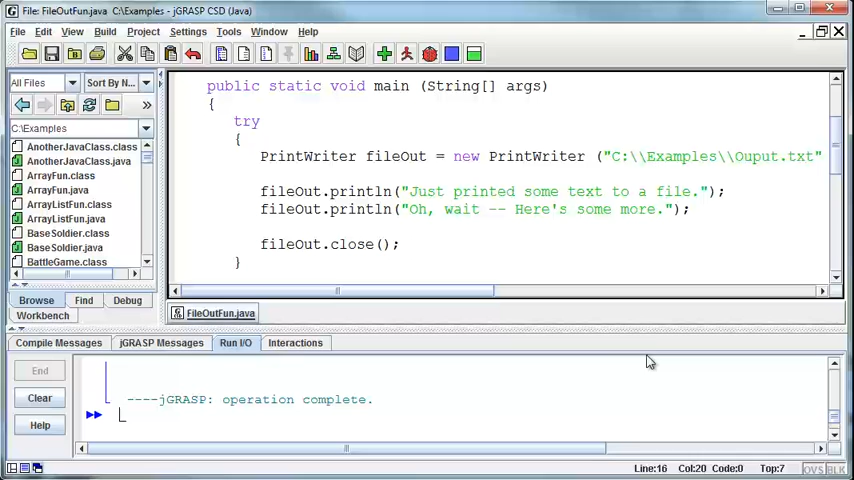 File: FileOutFun.java C:\Examples - jGRASP CSD (Java)
File Edit View Build Project Settings Tools Window Help
All Files Sort By N...
C:\Examples
AnotherJavaClass.class
AnotherJavaClass.java
ArrayFun.class
ArrayFun.java
ArrayListFun.class
ArrayListFun.java
BaseSoldier.class
BaseSoldier.java
BattleGame.class
Browse Find Debug
Workbench
public static void main (String[] args)
{
try
{
PrintWriter fileOut = new PrintWriter ("C:\\Examples\\Ouput.txt"
fileOut.println("Just printed some text to a file.");
fileOut.println("Oh, wait -- Here's some more.");
fileOut.close();
}
FileOutFun.java
Compile Messages jGRASP Messages Run I/O Interactions
End
Clear
Help
----jGRASP: operation complete.
Line:16 Col:20 Code:0 Top:7 OVS BLK